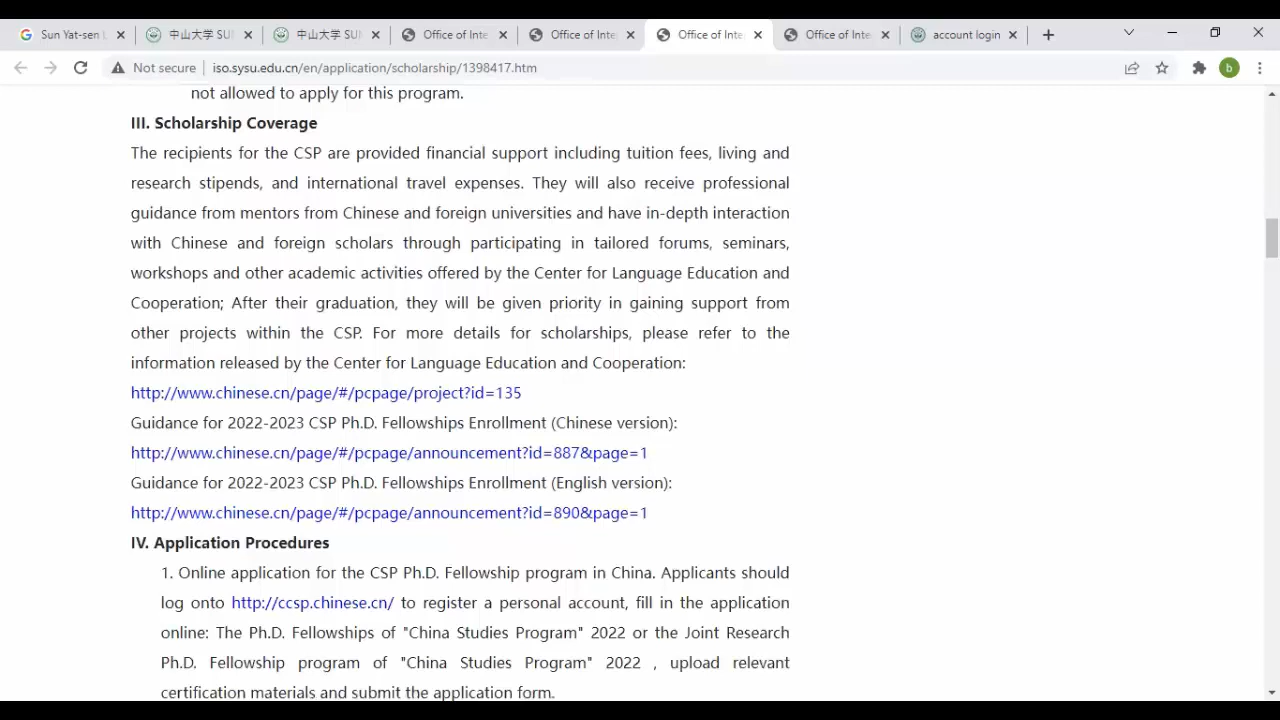 Sun Yat-sen
中山大学 SU
中山大学 SU
Office of Inte
Office of Inte
Office of Inte
Office of Inte
account login
Not secure
iso.sysu.edu.cn/en/application/scholarship/1398417.htm
b
not allowed to apply for this program.
III. Scholarship Coverage
The recipients for the CSP are provided financial support including tuition fees, living and
research stipends, and international travel expenses. They will also receive professional
guidance from mentors from Chinese and foreign universities and have in-depth interaction
with Chinese and foreign scholars through participating in tailored forums, seminars,
workshops and other academic activities offered by the Center for Language Education and
Cooperation; After their graduation, they will be given priority in gaining support from
other projects within the CSP. For more details for scholarships, please refer to the
information released by the Center for Language Education and Cooperation:
http://www.chinese.cn/page/#/pcpage/project?id=135
Guidance for 2022-2023 CSP Ph.D. Fellowships Enrollment (Chinese version):
http://www.chinese.cn/page/#/pcpage/announcement?id=887&page=1
Guidance for 2022-2023 CSP Ph.D. Fellowships Enrollment (English version):
http://www.chinese.cn/page/#/pcpage/announcement?id=890&page=1
IV. Application Procedures
1. Online application for the CSP Ph.D. Fellowship program in China. Applicants should
log onto http://ccsp.chinese.cn/ to register a personal account, fill in the application
online: The Ph.D. Fellowships of "China Studies Program" 2022 or the Joint Research
Ph.D. Fellowship program of "China Studies Program" 2022 , upload relevant
certification materials and submit the application form.